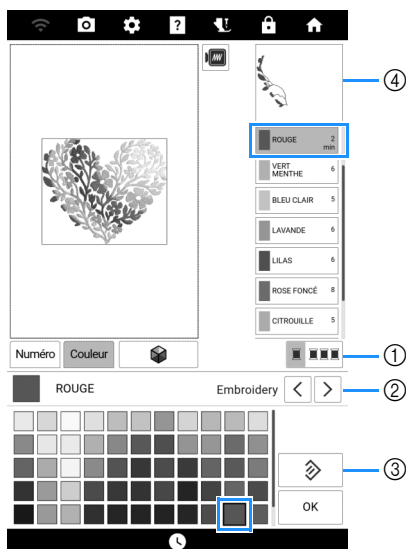 ?
④
ROUGE 2
min
VERT
MENTHE 6
BLEU CLAIR 5
LAVANDE 6
LILAS 6
ROSE FONCÉ 8
CITROUILLE 5
Numéro Couleur
①
ROUGE Embroidery < >
②
③
OK